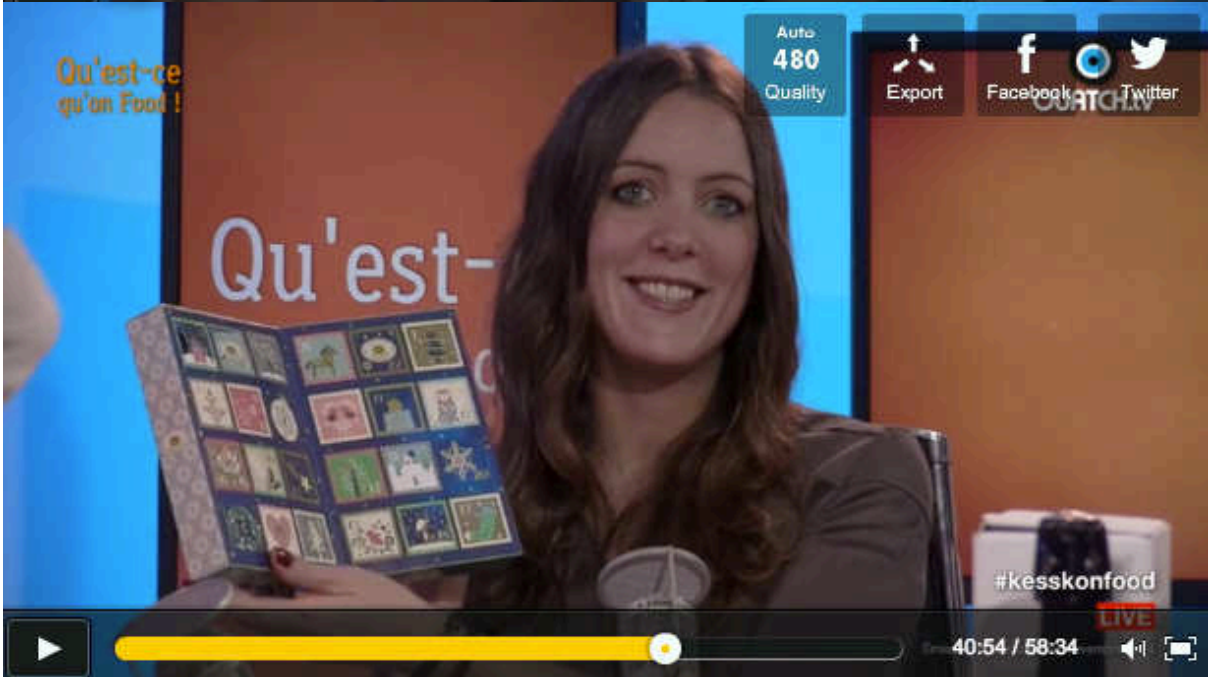 Qu'est-ce
qu'on Food !
Auto
480
Quality
Export
Facebook
Twitter
OUATCH.tv
Qu'est-
#kesskonfood
LIVE
40:54 / 58:34